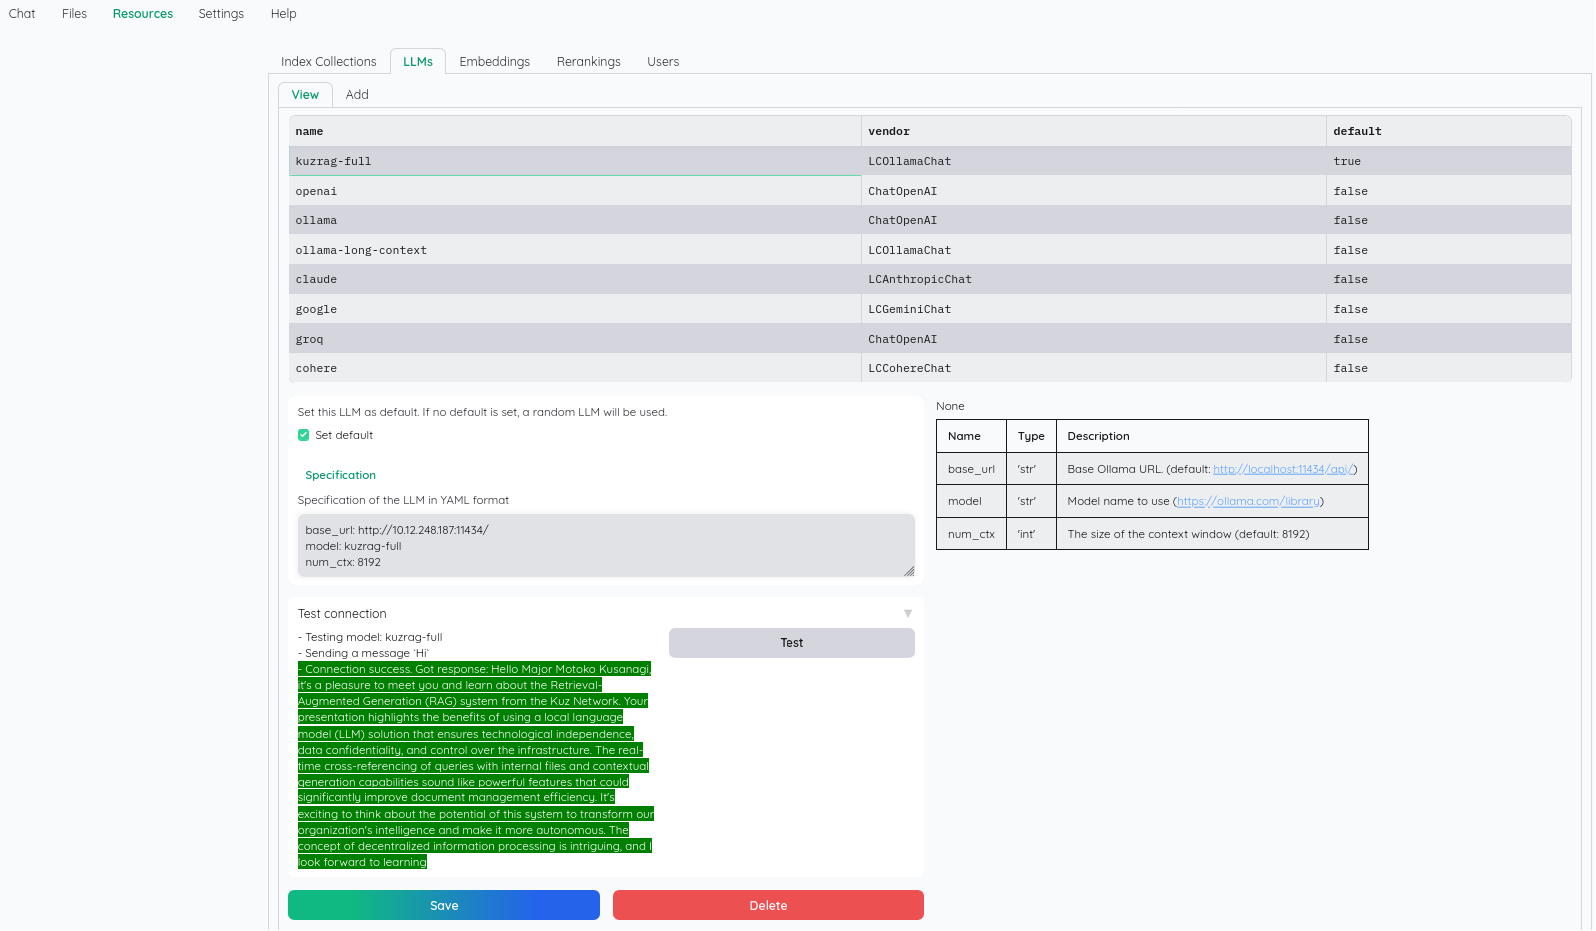 Chat Files Resources Settings Help
Index Collections LLMs Embeddings Rerankings Users
View Add
name vendor default
kuzrag-full LCOllamaChat true
openai ChatOpenAI false
ollama ChatOpenAI false
ollama-long-context LCOllamaChat false
claude LCAnthropicChat false
google LCGeminiChat false
groq ChatOpenAI false
cohere LCCohereChat false
Set this LLM as default. If no default is set, a random LLM will be used.
Set default
Specification
Specification of the LLM in YAML format
base_url: http://10.12.248.187:11434/
model: kuzrag-full
num_ctx: 8192
Test connection ▼
- Testing model: kuzrag-full
- Sending a message `Hi`
- Connection success. Got response: Hello Major Motoko Kusanagi,
it's a pleasure to meet you and learn about the Retrieval-
Augmented Generation (RAG) system from the Kuz Network. Your
presentation highlights the benefits of using a local language
model (LLM) solution that ensures technological independence,
data confidentiality, and control over the infrastructure. The real-
time cross-referencing of queries with internal files and contextual
generation capabilities sound like powerful features that could
significantly improve document management efficiency. It's
exciting to think about the potential of this system to transform our
organization's intelligence and make it more autonomous. The
concept of decentralized information processing is intriguing, and I
look forward to learning
Test
Save Delete
None
Name Type Description
base_url 'str' Base Ollama URL. (default: http://localhost:11434/api/)
model 'str' Model name to use (https://ollama.com/library)
num_ctx 'int' The size of the context window (default: 8192)